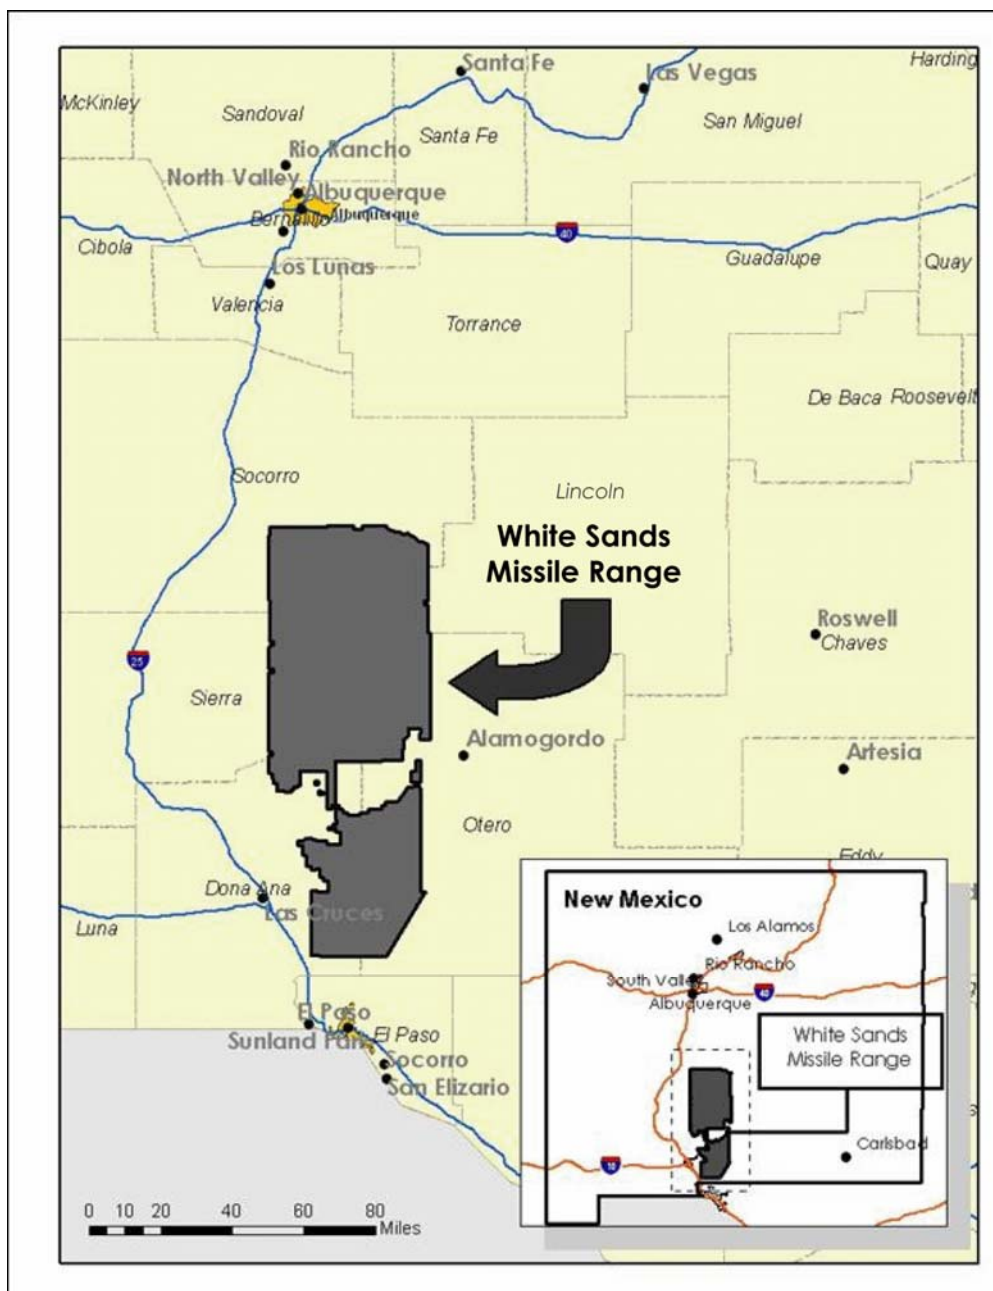 Harding
Santa Fe
Las Vegas
McKinley
Sandoval
San Miguel
Santa Fe
Rio Rancho
North Valley
Albuquerque
Bernalillo
Albuquerque
40
Cibola
Guadalupe
Quay
Los Lunas
Valencia
Torrance
De Baca
Roosevelt
Socorro
Lincoln
White Sands
Missile Range
Roswell
Chaves
25
Sierra
Alamogordo
Artesia
Otero
Eddy
Dona Ana
Las Cruces
Luna
El Paso
El Paso
Sunland Park
Socorro
San Elizario
0 10 20 40 60 80
Miles
New Mexico
Los Alamos
Rio Rancho
South Valley
Albuquerque
40
White Sands
Missile Range
Carlsbad
10